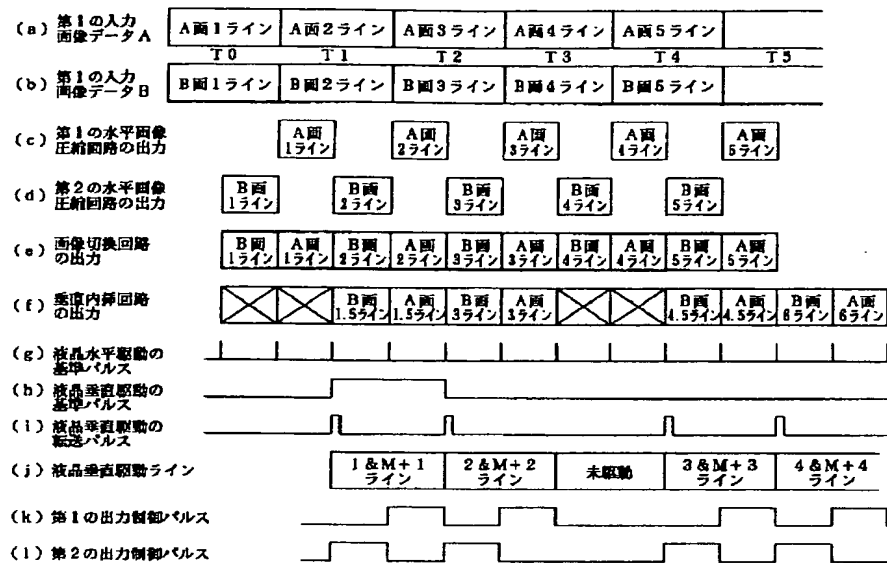 (a) 第1の入力
画像データA
A画1ライン A画2ライン A画3ライン A画4ライン A画5ライン
T0 T1 T2 T3 T4 T5
(b) 第1の入力
画像データB
B画1ライン B画2ライン B画3ライン B画4ライン B画5ライン
(c) 第1の水平画像
圧縮回路の出力
A画 A画 A画 A画 A画
1ライン 2ライン 3ライン 4ライン 5ライン
(d) 第2の水平画像
圧縮回路の出力
B画 B画 B画 B画 B画
1ライン 2ライン 3ライン 4ライン 5ライン
(e) 画像切換回路
の出力
B画 A画 B画 A画 B画 A画 B画 A画 B画 A画
1ライン 1ライン 2ライン 2ライン 3ライン 3ライン 4ライン 4ライン 5ライン 5ライン
(f) 垂直内挿回路
の出力
B画 A画 B画 A画 B画 A画 B画 A画
1.5ライン 1.5ライン 3ライン 3ライン 4.5ライン 4.5ライン 6ライン 6ライン
(g) 液晶水平駆動の
基準パルス
(h) 液晶垂直駆動の
基準パルス
(i) 液晶垂直駆動の
転送パルス
(j) 液晶垂直駆動ライン
1&M+1 2&M+2 未駆動 3&M+3 4&M+4
ライン ライン ライン ライン
(k) 第1の出力制御パルス
(l) 第2の出力制御パルス